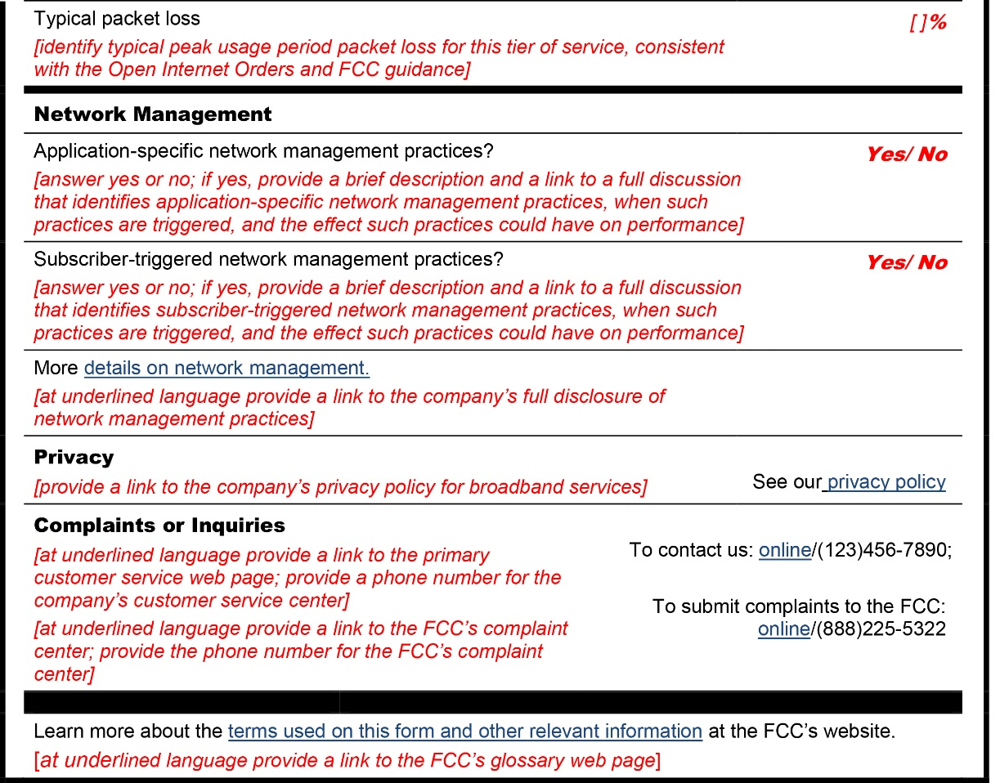 Typical packet loss []%
[identify typical peak usage period packet loss for this tier of service, consistent
with the Open Internet Orders and FCC guidance]
Network Management
Application-specific network management practices? Yes/ No
[answer yes or no; if yes, provide a brief description and a link to a full discussion
that identifies application-specific network management practices, when such
practices are triggered, and the effect such practices could have on performance]
Subscriber-triggered network management practices? Yes/ No
[answer yes or no; if yes, provide a brief description and a link to a full discussion
that identifies subscriber-triggered network management practices, when such
practices are triggered, and the effect such practices could have on performance]
More details on network management.
[at underlined language provide a link to the company’s full disclosure of
network management practices]
Privacy
[provide a link to the company’s privacy policy for broadband services] See our privacy policy
Complaints or Inquiries
[at underlined language provide a link to the primary
customer service web page; provide a phone number for the
company’s customer service center]
To contact us: online/(123)456-7890;
[at underlined language provide a link to the FCC’s complaint
center; provide the phone number for the FCC’s complaint
center]
To submit complaints to the FCC:
online/(888)225-5322
Learn more about the terms used on this form and other relevant information at the FCC’s website.
[at underlined language provide a link to the FCC’s glossary web page]